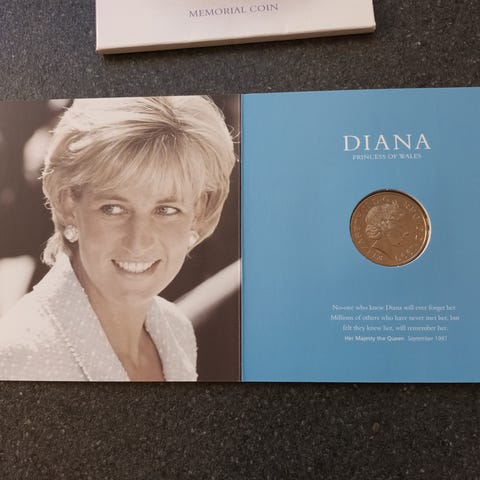 MEMORIAL COIN
DIANA
PRINCESS OF WALES
No-one who knew Diana will ever forget her.
Millions of others who have never met her, but
felt they knew her, will remember her.
Her Majesty the Queen September 1997